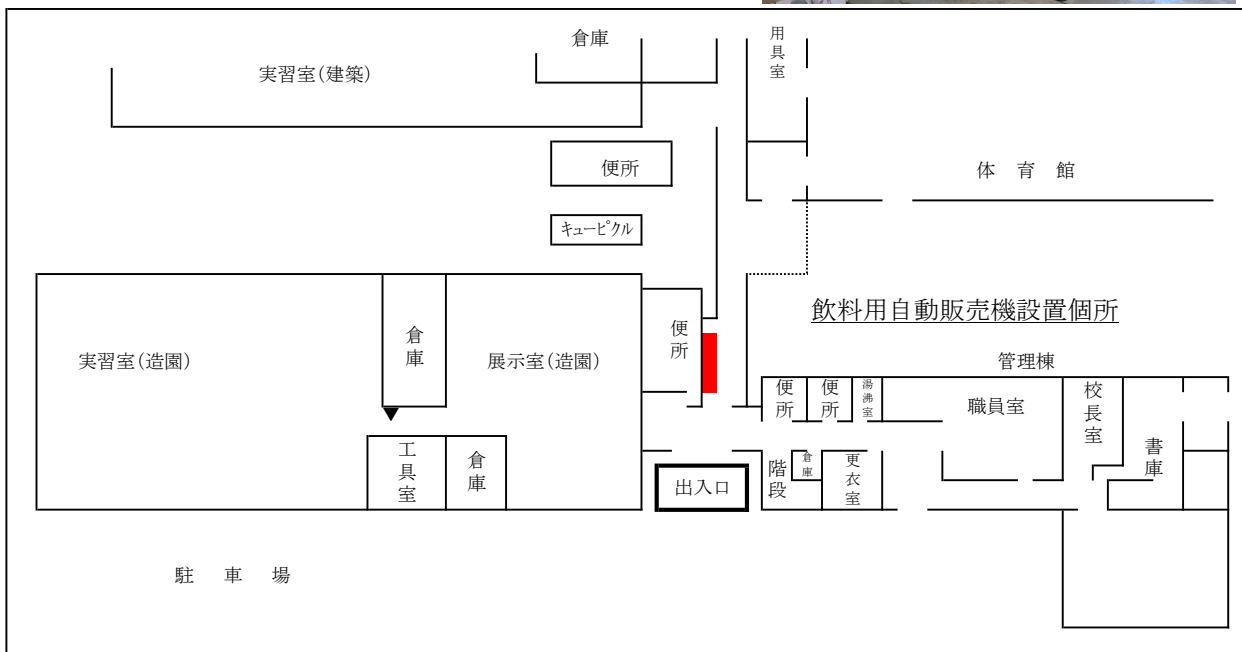 倉庫
用具室
実習室(建築)
便所
体 育 館
キューピクル
飲料用自動販売機設置個所
倉庫
便所
実習室(造園)
展示室(造園)
管理棟
便所
便所
湯沸室
職員室
校長室
工具室
倉庫
階段
倉庫
更衣室
書庫
出入口
駐 車 場